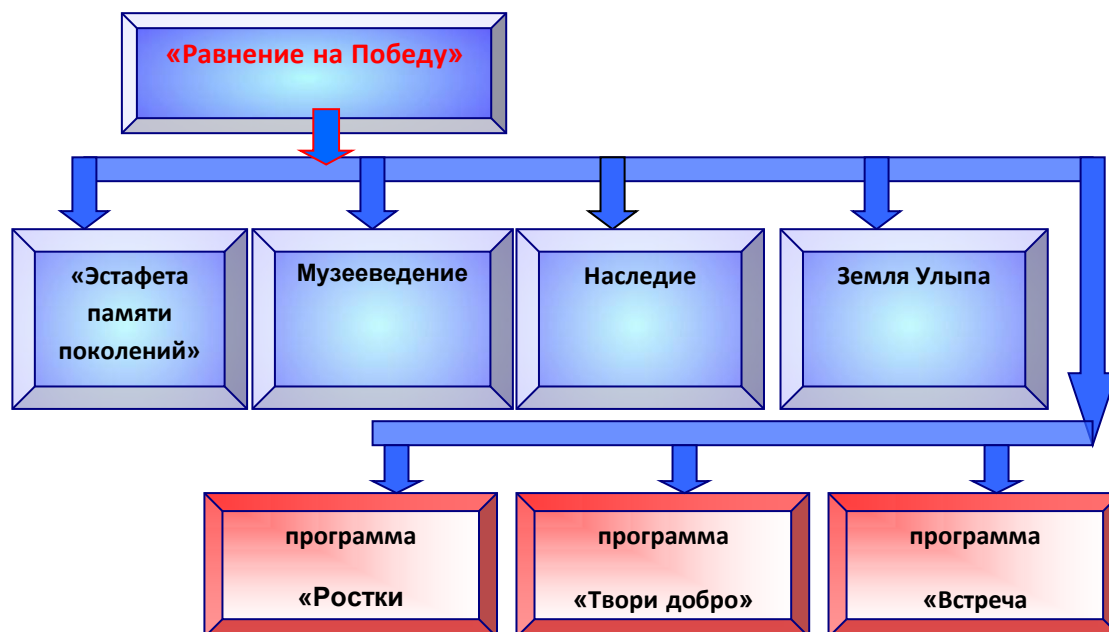 «Равнение на Победу»
«Эстафета
памяти
поколений»
Музееведение
Наследие
Земля Улыпа
программа
«Ростки
программа
«Твори добро»
программа
«Встреча